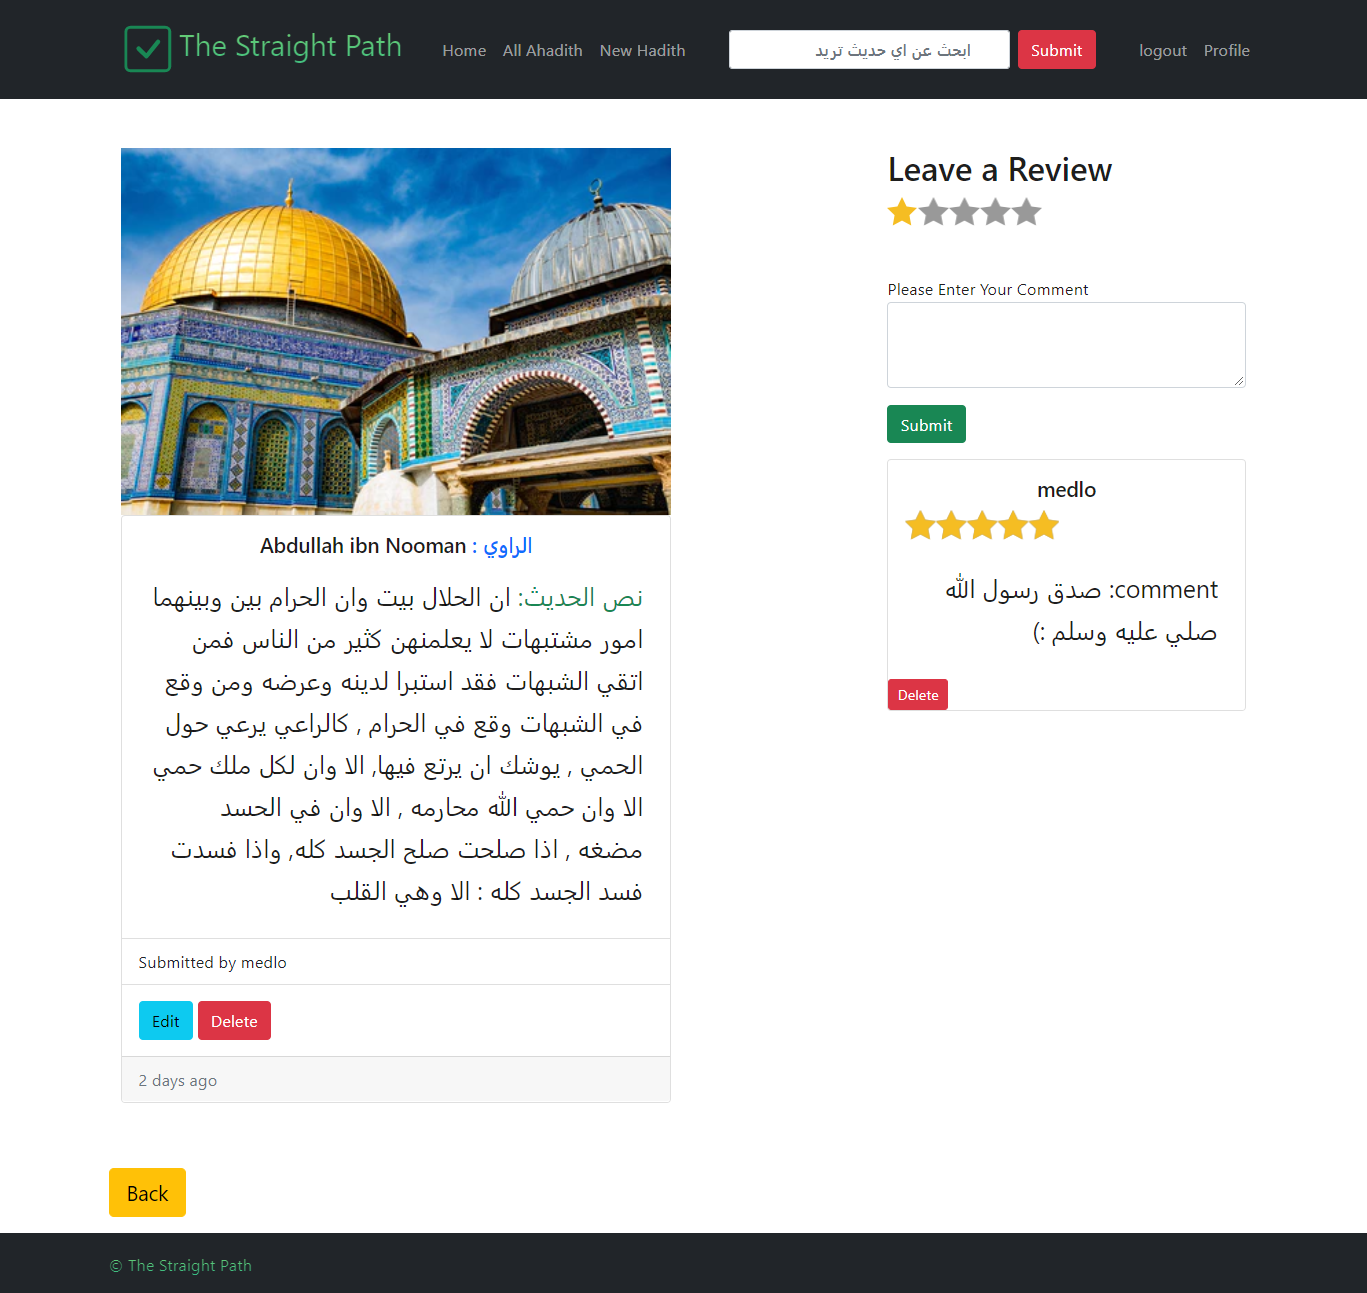 The Straight Path
Home
All Ahadith
New Hadith
ابحث عن اي حديث تريد
Submit
logout
Profile
Abdullah ibn Nooman : الراوي
نص الحديث: ان الحلال بيت وان الحرام بين وبينهما
امور مشتبهات لا يعلمنهن كثير من الناس فمن
اتقي الشبهات فقد استبرا لدينه وعرضه ومن وقع
في الشبهات وقع في الحرام , كالراعي يرعي حول
الحمي , يوشك ان يرتع فيها, الا وان لكل ملك حمي
الا وان حمي الله محارمه , الا وان في الحسد
مضغه , اذا صلحت صلح الجسد كله, واذا فسدت
فسد الجسد كله : الا وهي القلب
Submitted by medlo
Edit
Delete
2 days ago
Leave a Review
Please Enter Your Comment
Submit
medlo
comment: صدق رسول الله
صلي عليه وسلم :)
Delete
Back
© The Straight Path